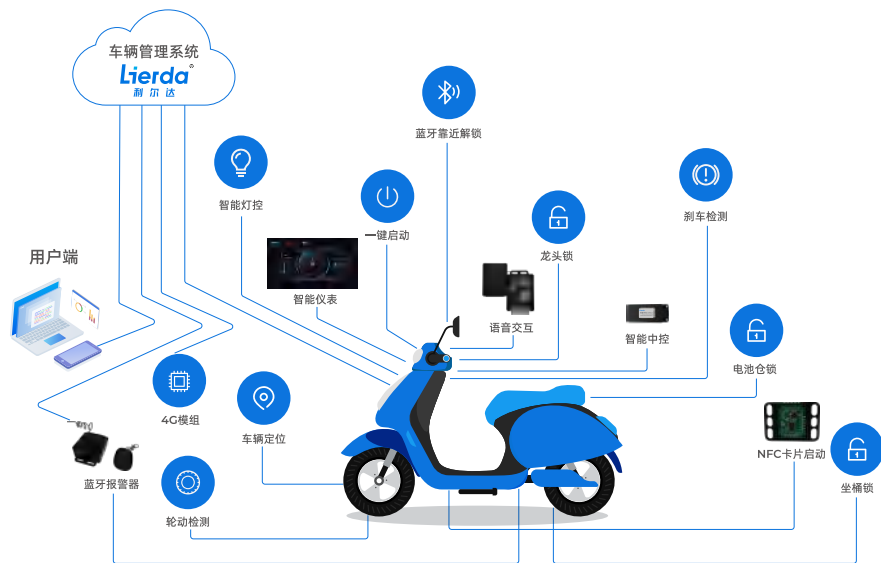 车辆管理系统
Lierda®
利尔达
蓝牙靠近解锁
智能灯控
一键启动
刹车检测
用户端
龙头锁
智能仪表
语音交互
智能中控
电池仓锁
4G模组
车辆定位
NFC卡片启动
蓝牙报警器
坐桶锁
轮动检测